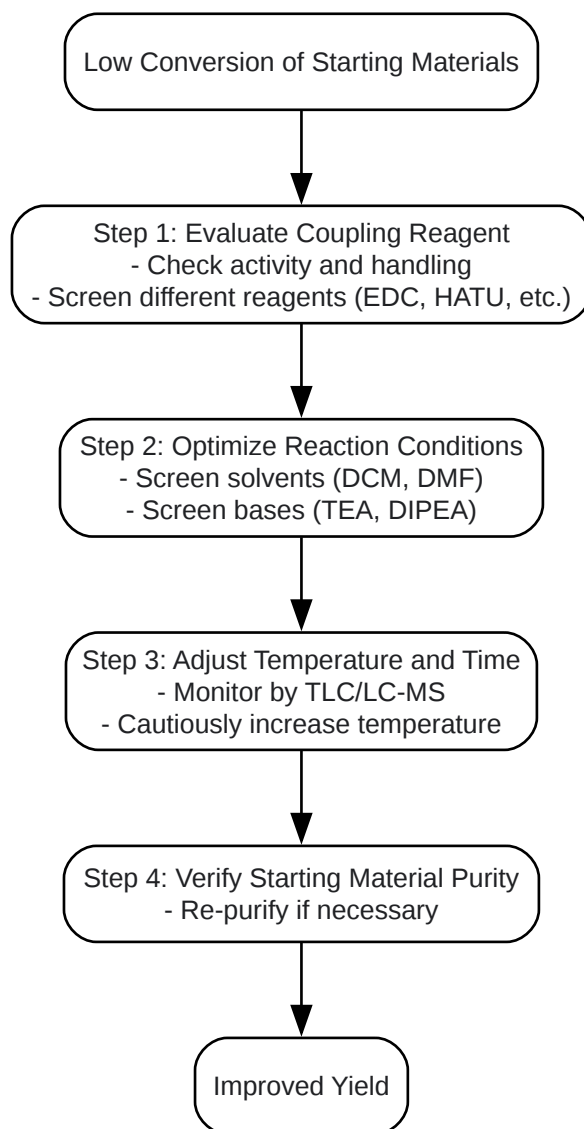 Low Conversion of Starting Materials
Step 1: Evaluate Coupling Reagent
- Check activity and handling
- Screen different reagents (EDC, HATU, etc.)
Step 2: Optimize Reaction Conditions
- Screen solvents (DCM, DMF)
- Screen bases (TEA, DIPEA)
Step 3: Adjust Temperature and Time
- Monitor by TLC/LC-MS
- Cautiously increase temperature
Step 4: Verify Starting Material Purity
- Re-purify if necessary
Improved Yield